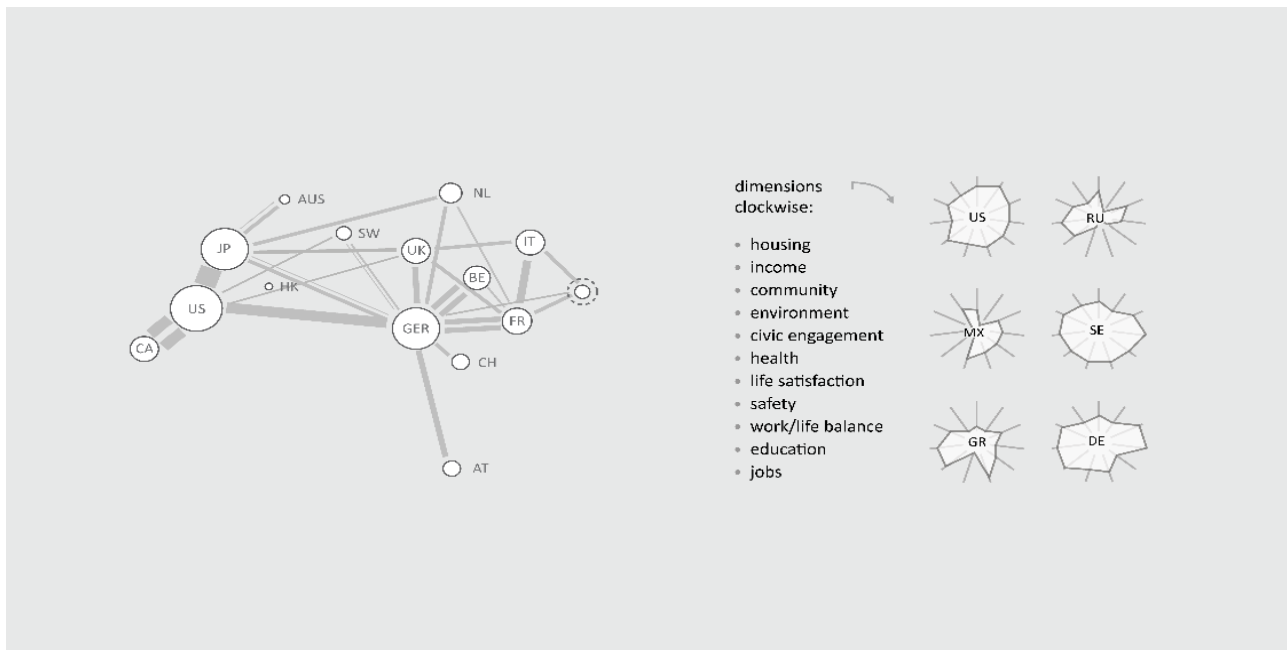 AUS
NL
SW
JP
UK
IT
BE
HK
US
GER
FR
CA
CH
AT
dimensions
clockwise:
• housing
• income
• community
• environment
• civic engagement
• health
• life satisfaction
• safety
• work/life balance
• education
• jobs
US
RU
MX
SE
GR
DE